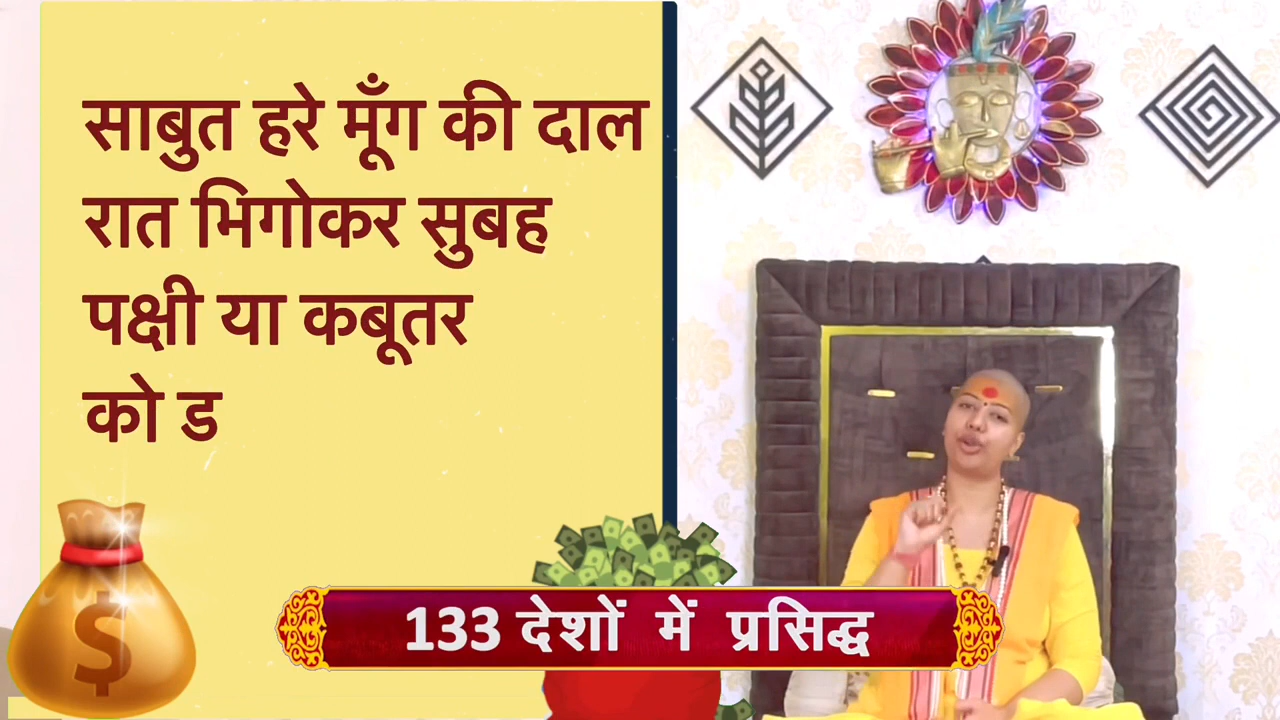 साबुत हरे मूँग की दाल
रात भिगोकर सुबह
पक्षी या कबूतर
को ड
133 देशों में प्रसिद्ध